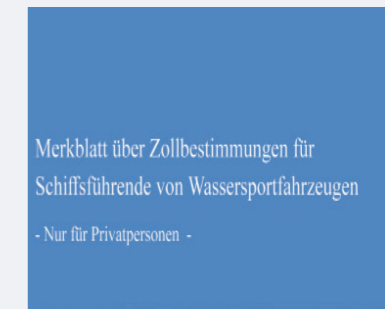 Merkblatt über Zollbestimmungen für
Schiffsführende von Wassersportfahrzeugen
- Nur für Privatpersonen -